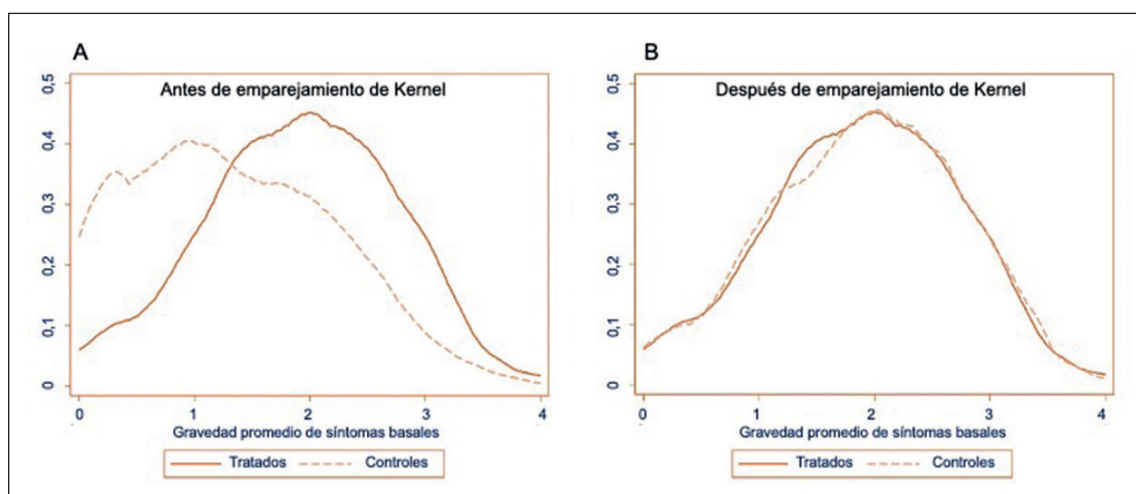 A
Antes de emparejamiento de Kernel
0,5
0,4
0,3
0,2
0,1
0
0 1 2 3 4
Gravedad promedio de síntomas basales
Tratados Controles
B
Después de emparejamiento de Kernel
0,5
0,4
0,3
0,2
0,1
0
0 1 2 3 4
Gravedad promedio de síntomas basales
Tratados Controles